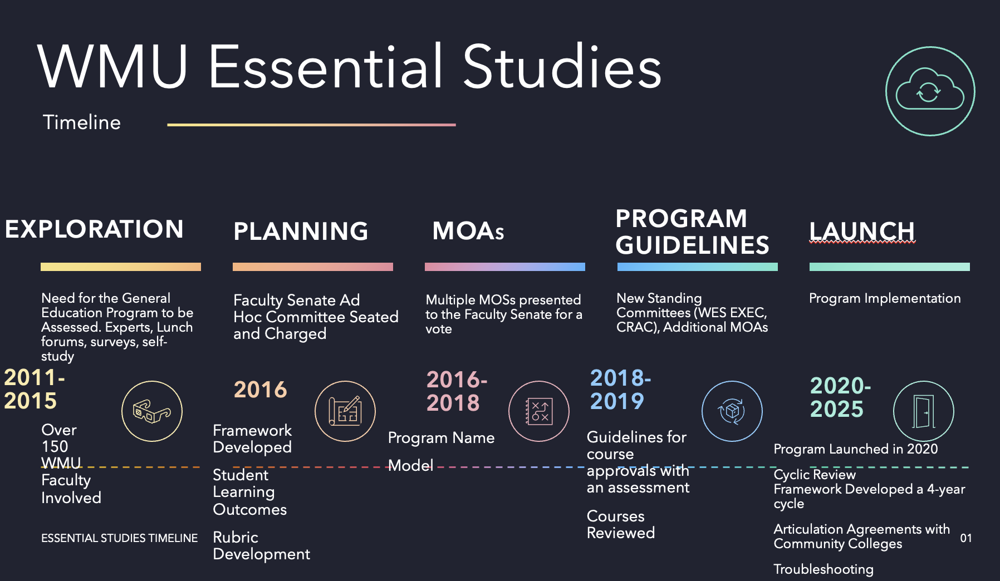 WMU Essential Studies
Timeline
EXPLORATION
Need for the General
Education Program to be
Assessed. Experts, Lunch
forums, surveys, self-
study
2011-
2015
Over
150
WMU
Faculty
Involved
PLANNING
Faculty Senate Ad
Hoc Committee Seated
and Charged
2016
Framework
Developed
Student
Learning
Outcomes
Rubric
Development
MOAs
Multiple MOSs presented
to the Faculty Senate for a
vote
2016-
2018
Program Name
Model
PROGRAM
GUIDELINES
New Standing
Committees (WES EXEC,
CRAC), Additional MOAs
2018-
2019
Guidelines for
course
approvals with
an assessment
Courses
Reviewed
LAUNCH
Program Implementation
2020-
2025
Program Launched in 2020
Cyclic Review
Framework Developed a 4-year
cycle
Articulation Agreements with
Community Colleges
Troubleshooting
ESSENTIAL STUDIES TIMELINE
01